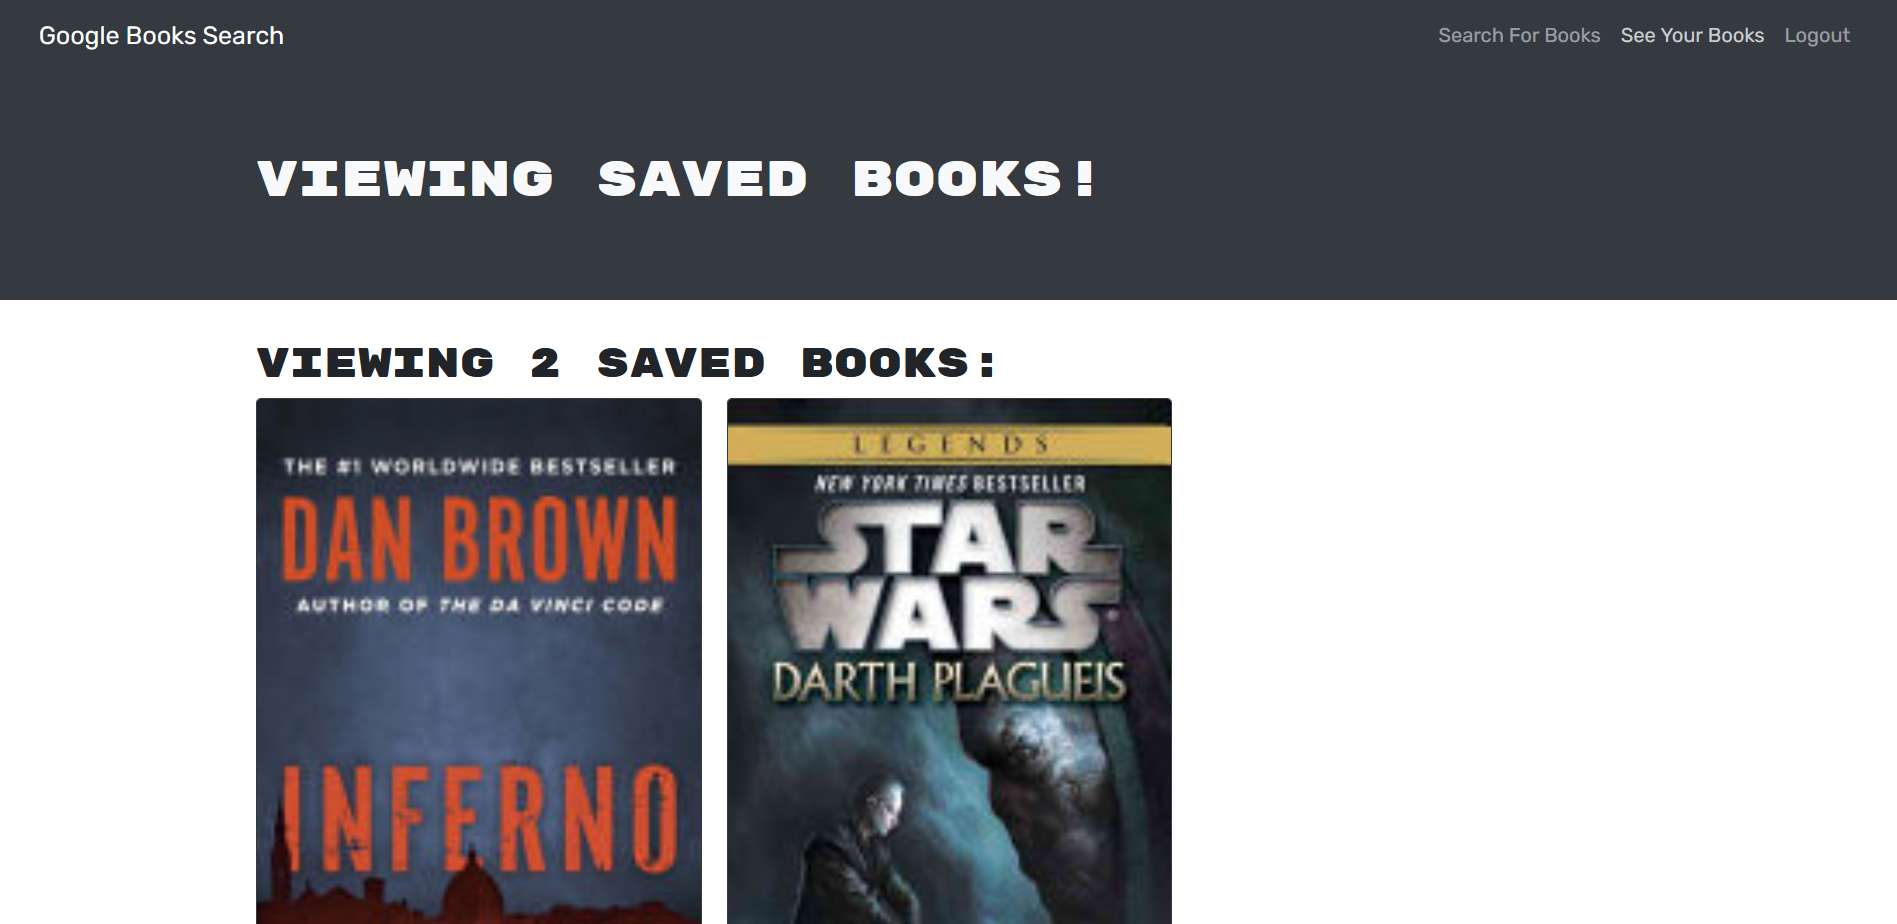 Google Books Search
Search For Books See Your Books Logout
VIEWING SAVED BOOKS!
VIEWING 2 SAVED BOOKS:
THE #1 WORLDWIDE BESTSELLER
DAN BROWN
AUTHOR OF THE DA VINCI CODE
INFERNO
LEGENDS
NEW YORK TIMES BESTSELLER
STAR
WARS
DARTH PLAGUEIS